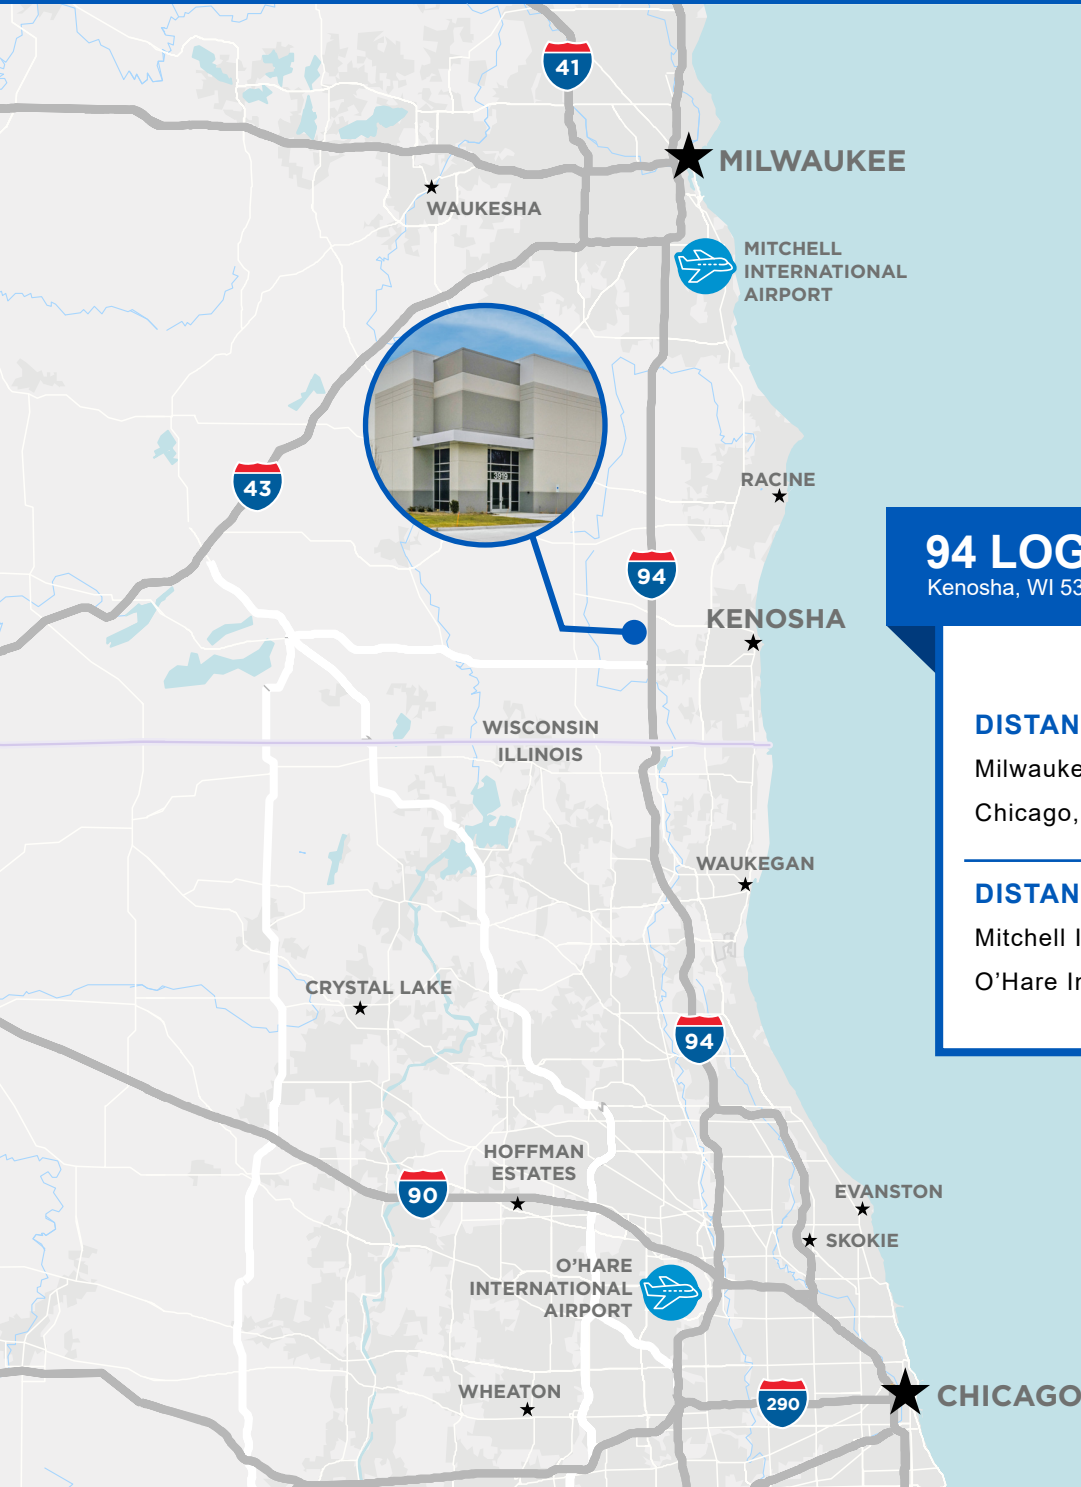 41
MILWAUKEE
WAUKESHA
MITCHELL
INTERNATIONAL
AIRPORT
43
RACINE
94
KENOSHA
94 LOG
Kenosha, WI 53
WISCONSIN
ILLINOIS
DISTAN
Milwauke
Chicago,
WAUKEGAN
DISTAN
Mitchell I
O’Hare In
CRYSTAL LAKE
94
HOFFMAN
ESTATES
90
EVANSTON
SKOKIE
O’HARE
INTERNATIONAL
AIRPORT
WHEATON
290
CHICAGO